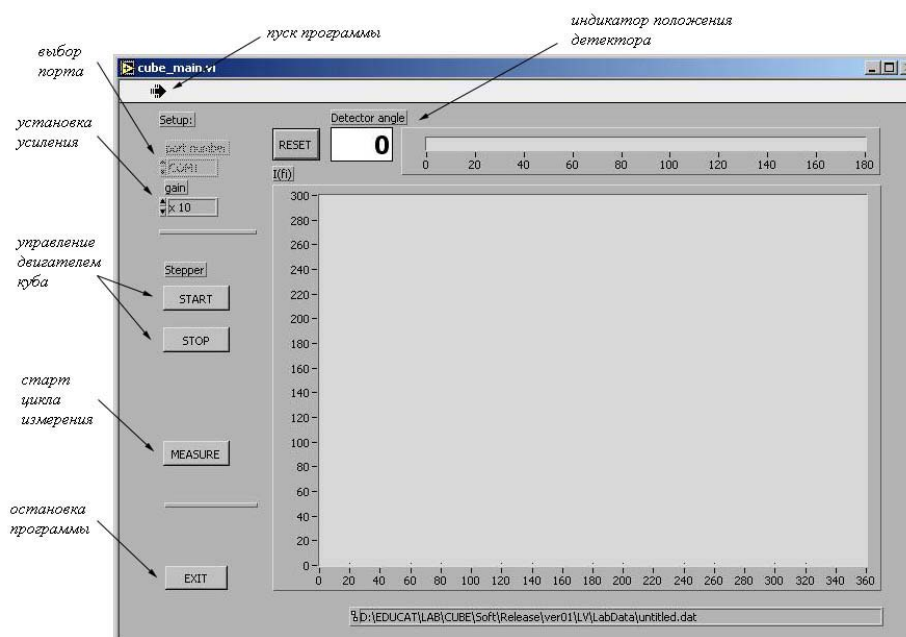 пуск программы
индикатор положения
детектора
выбор
порта
cube_main.vi
установка
усиления
Setup:
Detector angle
port number
RESET
0
0 20 40 60 80 100 120 140 160 180
COM1
I(fi)
gain
x 10
300
280
260
240
220
200
180
160
140
120
100
80
60
40
20
0
0 20 40 60 80 100 120 140 160 180 200 220 240 260 280 300 320 340 360
управление
двигателем
куба
Stepper
START
STOP
старт
цикла
измерения
MEASURE
остановка
программы
EXIT
D:\EDUCAT\LAB\CUBE\Soft\Release\ver01\LV\LabData\untitled.dat